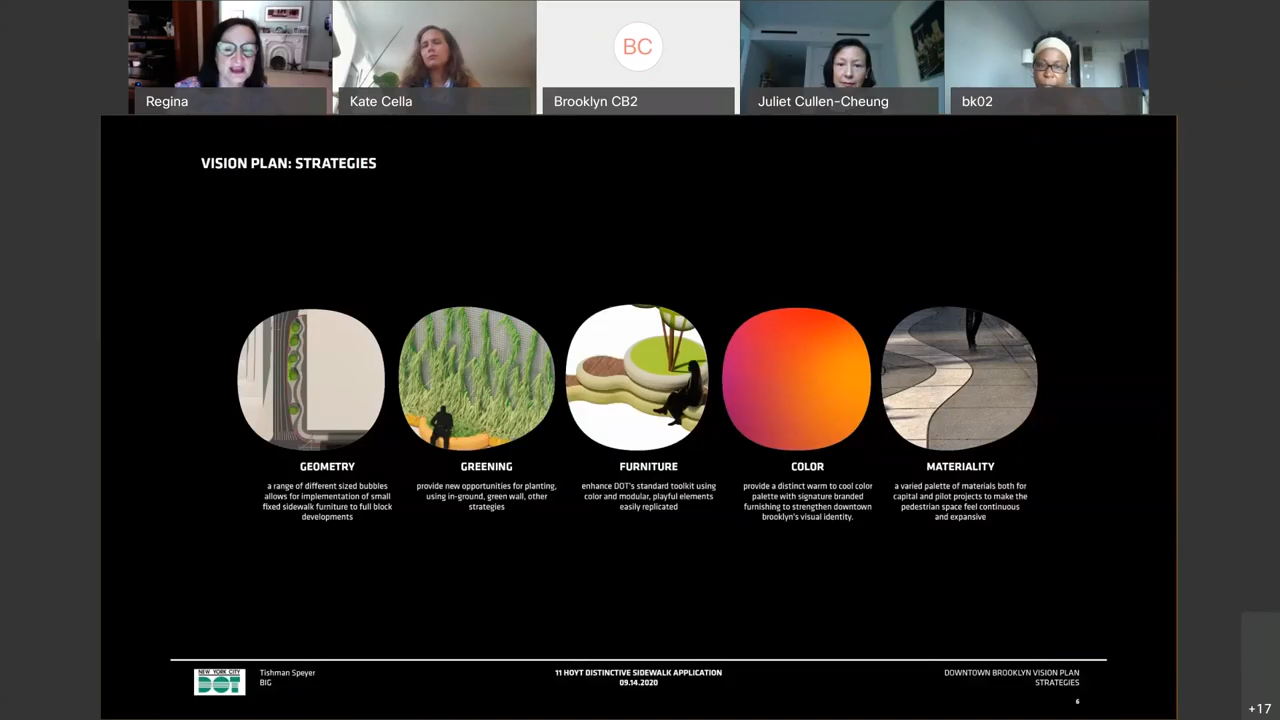 Regina
Kate Cella
BC
Brooklyn CB2
Juliet Cullen-Cheung
bk02
VISION PLAN: STRATEGIES
GEOMETRY
a range of different sized bubbles
allows for implementation of small
fixed sidewalk furniture to full block
developments
GREENING
provide new opportunities for planting,
using in-ground, green wall, other
strategies
FURNITURE
enhance DOT's standard toolkit using
color and modular, playful elements
easily replicated
COLOR
provide a distinct warm to cool color
palette with signature branded
furnishing to strengthen downtown
brooklyn's visual identity.
MATERIALITY
a varied palette of materials both for
capital and pilot projects to make the
pedestrian space feel continuous
and expansive
NEW YORK CITY
DOT
Tishman Speyer
BIG
11 HOYT DISTINCTIVE SIDEWALK APPLICATION
09.14.2020
DOWNTOWN BROOKLYN VISION PLAN
STRATEGIES
6
+17